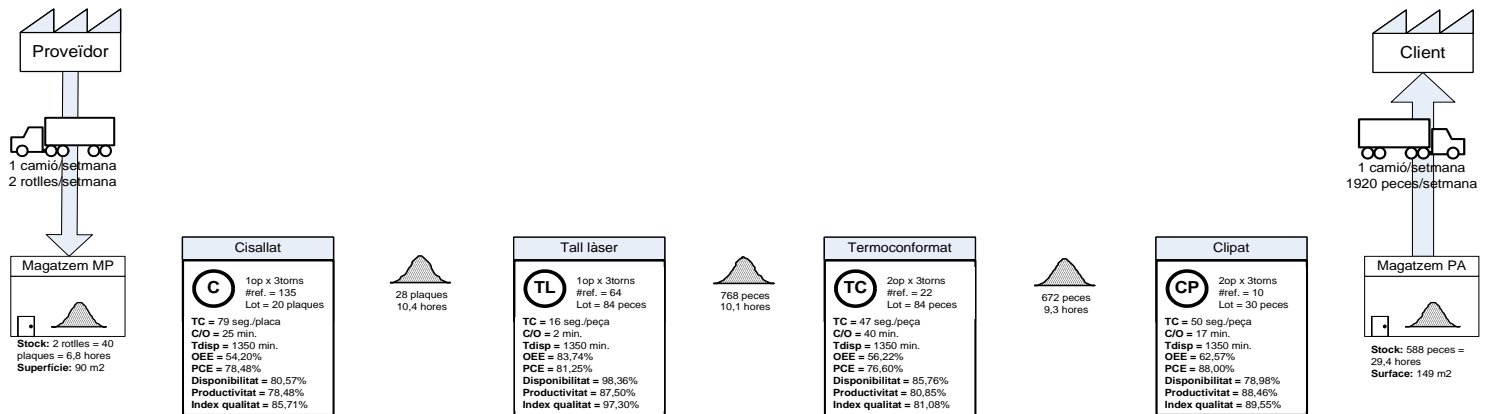 Proveïdor
1 camió/setmana
2 rotlles/setmana
Magatzem MP
Stock: 2 rotlles = 40
plaques = 6,8 hores
Superfície: 90 m2
Cisallat
C
1op x 3torns
#ref. = 135
Lot = 20 plaques
TC = 79 seg./placa
C/O = 25 min.
Tdisp = 1350 min.
OEE = 54,20%
PCE = 78,48%
Disponibilitat = 80,57%
Productivitat = 78,48%
Index qualitat = 85,71%
28 plaques
10,4 hores
Tall làser
TL
1op x 3torns
#ref. = 64
Lot = 84 peces
TC = 16 seg./peça
C/O = 2 min.
Tdisp = 1350 min.
OEE = 83,74%
PCE = 81,25%
Disponibilitat = 98,36%
Productivitat = 87,50%
Index qualitat = 97,30%
768 peces
10,1 hores
Termoconformat
TC
2op x 3torns
#ref. = 22
Lot = 84 peces
TC = 47 seg./peça
C/O = 40 min.
Tdisp = 1350 min.
OEE = 56,22%
PCE = 76,60%
Disponibilitat = 85,76%
Productivitat = 80,85%
Index qualitat = 81,08%
672 peces
9,3 hores
Clipat
CP
2op x 3torns
#ref. = 10
Lot = 30 peces
TC = 50 seg./peça
C/O = 17 min.
Tdisp = 1350 min.
OEE = 62,57%
PCE = 88,00%
Disponibilitat = 78,98%
Productivitat = 88,46%
Index qualitat = 89,55%
Client
1 camió/setmana
1920 peces/setmana
Magatzem PA
Stock: 588 peces =
29,4 hores
Surface: 149 m2